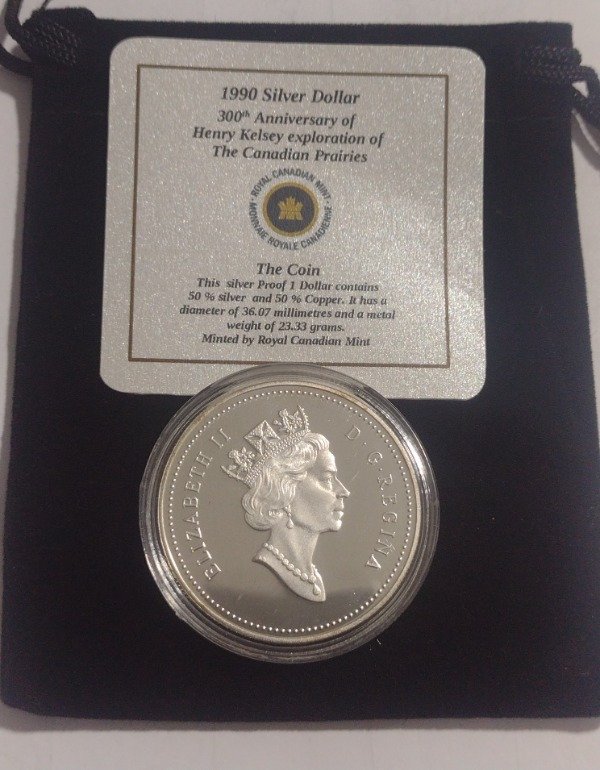 1990 Silver Dollar
300th Anniversary of
Henry Kelsey exploration of
The Canadian Prairies
ROYAL CANADIAN MINT
MONNAIE ROYALE CANADIENNE
The Coin
This silver Proof 1 Dollar contains
50 % silver and 50 % Copper. It has a
diameter of 36.07 millimetres and a metal
weight of 23.33 grams.
Minted by Royal Canadian Mint
ELIZABETH II D·G·REGINA